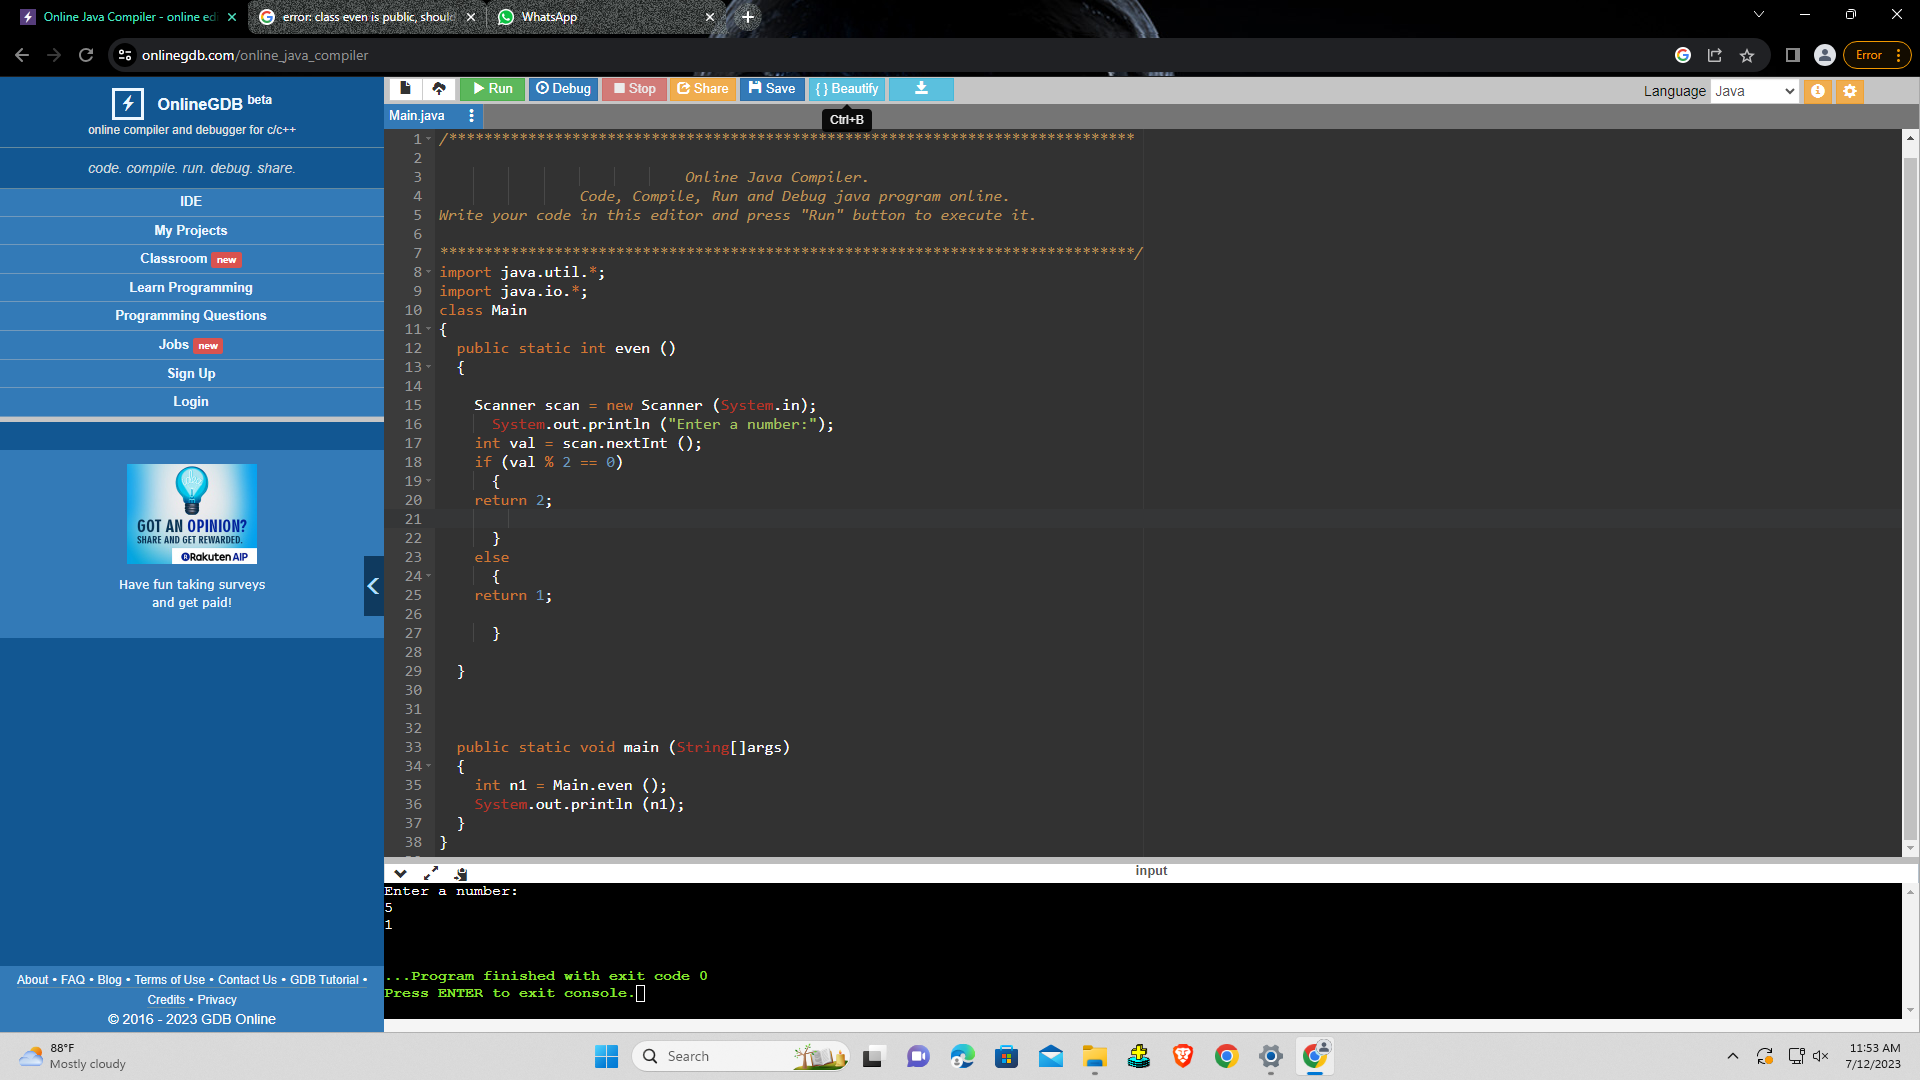 Online Java Compiler - online edi
error: class even is public, should
WhatsApp
onlinegdb.com/online_java_compiler
Error
OnlineGDB beta
online compiler and debugger for c/c++
code. compile. run. debug. share.
IDE
My Projects
Classroom new
Learn Programming
Programming Questions
Jobs new
Sign Up
Login
GOT AN OPINION?
SHARE AND GET REWARDED.
Rakuten AIP
Have fun taking surveys
and get paid!
About • FAQ • Blog • Terms of Use • Contact Us • GDB Tutorial •
Credits • Privacy
© 2016 - 2023 GDB Online
Run Debug Stop Share Save { } Beautify
Language Java
Main.java
Ctrl+B
1 /******************************************************************************
2
3 Online Java Compiler.
4 Code, Compile, Run and Debug java program online.
5 Write your code in this editor and press "Run" button to execute it.
6
7 *******************************************************************************/
8 import java.util.*;
9 import java.io.*;
10 class Main
11 {
12 public static int even ()
13 {
14
15 Scanner scan = new Scanner (System.in);
16 System.out.println ("Enter a number:");
17 int val = scan.nextInt ();
18 if (val % 2 == 0)
19 {
20 return 2;
21
22 }
23 else
24 {
25 return 1;
26
27 }
28
29 }
30
31
32
33 public static void main (String[]args)
34 {
35 int n1 = Main.even ();
36 System.out.println (n1);
37 }
38 }
input
Enter a number:
5
1
...Program finished with exit code 0
Press ENTER to exit console.
88°F
Mostly cloudy
Search
11:53 AM
7/12/2023